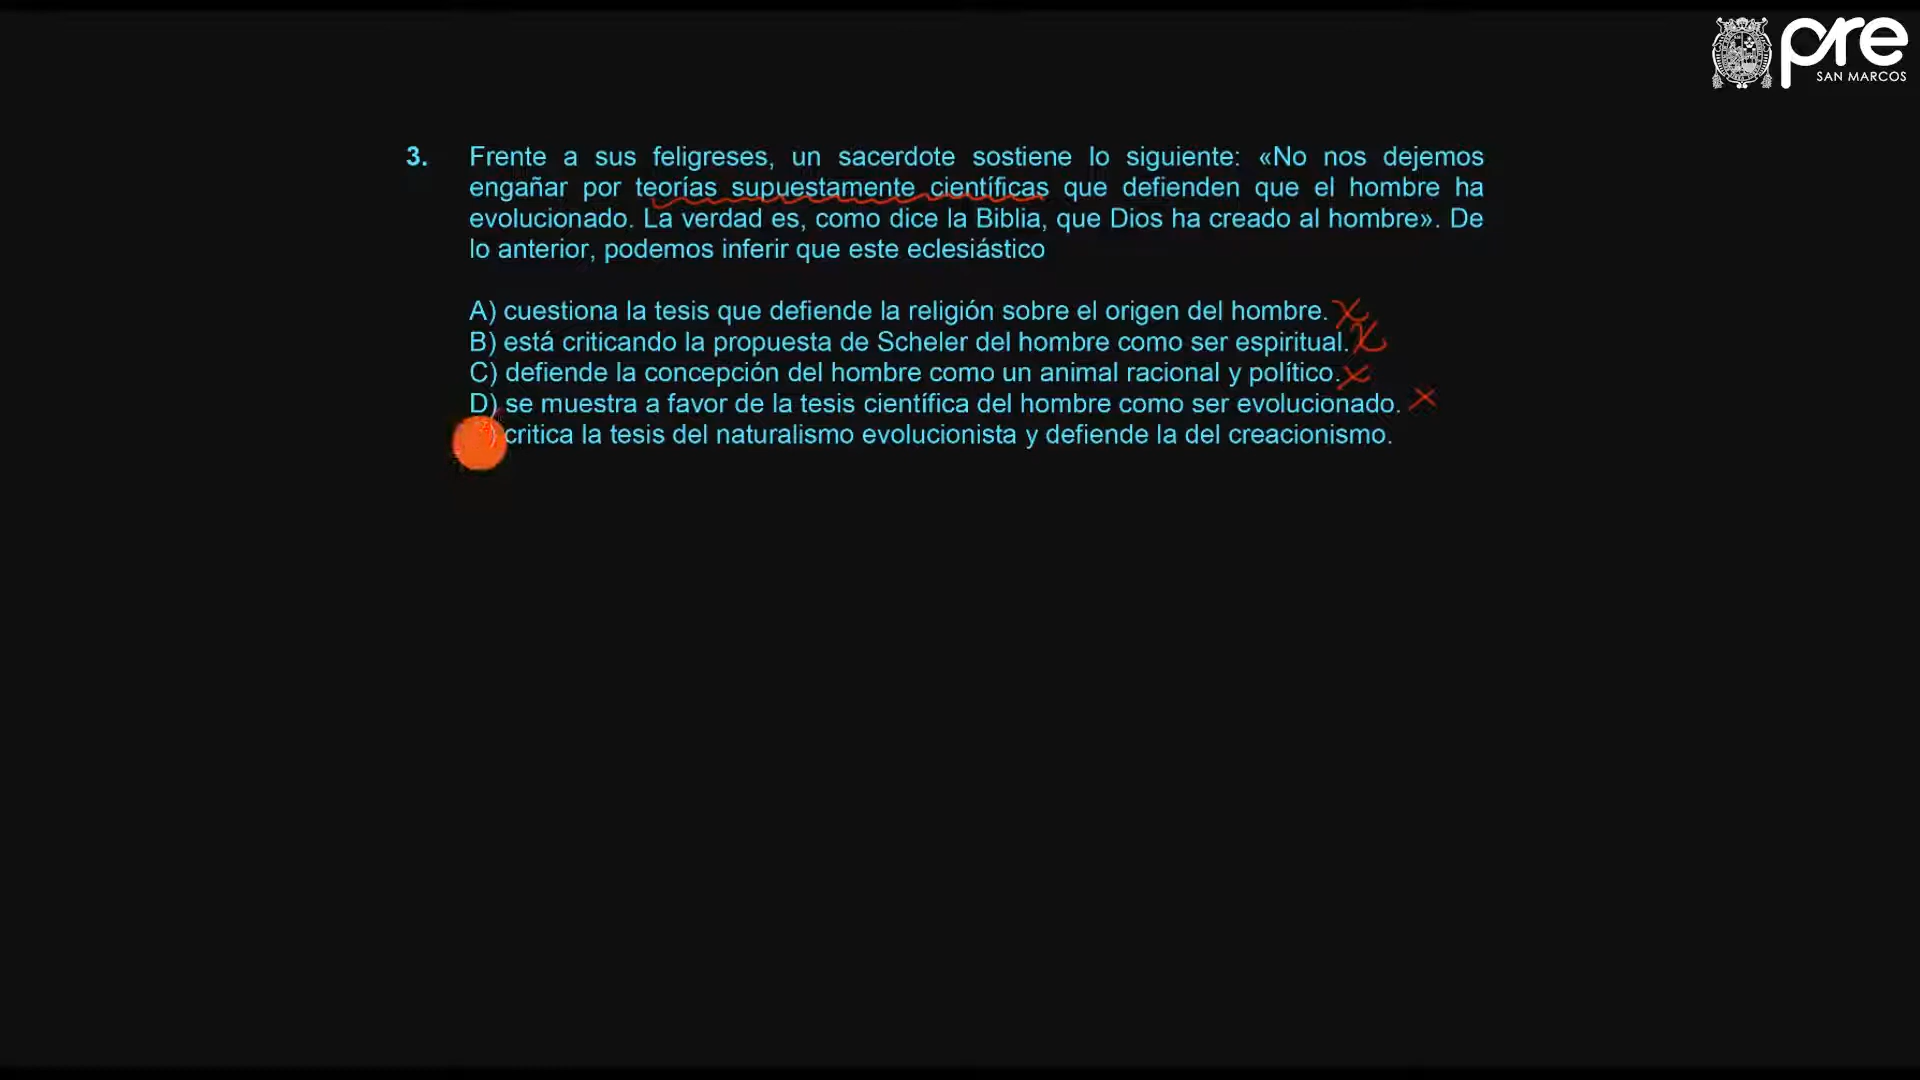 pre
SAN MARCOS
3. Frente a sus feligreses, un sacerdote sostiene lo siguiente: «No nos dejemos
engañar por teorías supuestamente científicas que defienden que el hombre ha
evolucionado. La verdad es, como dice la Biblia, que Dios ha creado al hombre». De
lo anterior, podemos inferir que este eclesiástico
A) cuestiona la tesis que defiende la religión sobre el origen del hombre.
B) está criticando la propuesta de Scheler del hombre como ser espiritual.
C) defiende la concepción del hombre como un animal racional y político.
D) se muestra a favor de la tesis científica del hombre como ser evolucionado.
) critica la tesis del naturalismo evolucionista y defiende la del creacionismo.